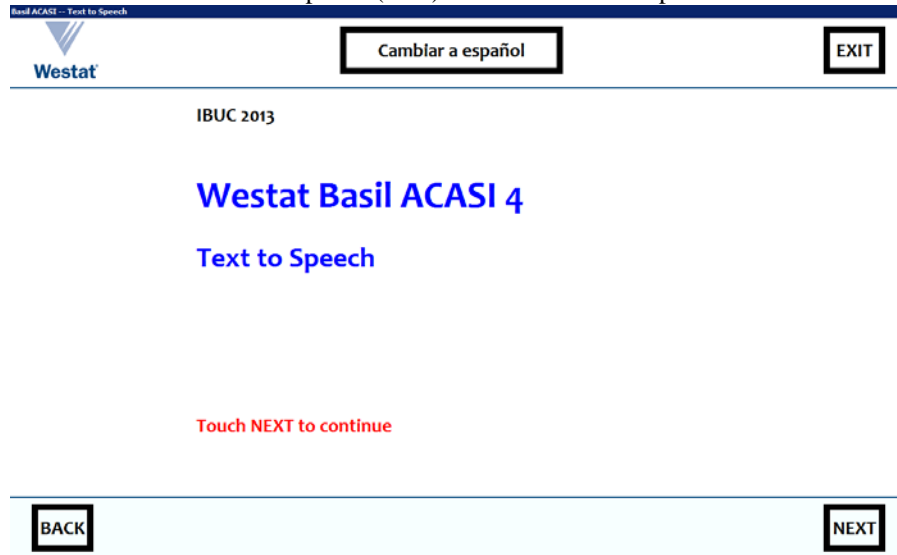 Basil ACASI -- Text to Speech
Westat
Cambiar a español
EXIT
IBUC 2013
Westat Basil ACASI 4
Text to Speech
Touch NEXT to continue
BACK
NEXT